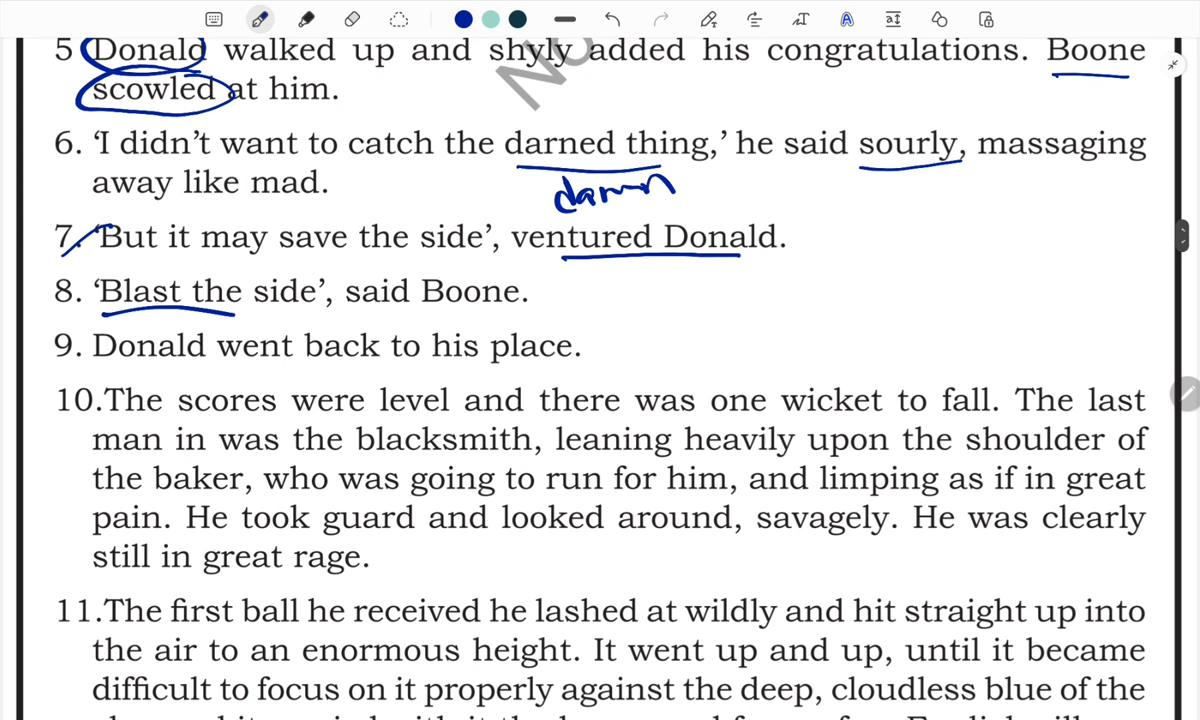 5 Donald walked up and shyly added his congratulations. Boone
scowled at him.
6. ‘I didn’t want to catch the darned thing,’ he said sourly, massaging
damn
away like mad.
7. ‘But it may save the side’, ventured Donald.
8. ‘Blast the side’, said Boone.
9. Donald went back to his place.
10.The scores were level and there was one wicket to fall. The last
man in was the blacksmith, leaning heavily upon the shoulder of
the baker, who was going to run for him, and limping as if in great
pain. He took guard and looked around, savagely. He was clearly
still in great rage.
11.The first ball he received he lashed at wildly and hit straight up into
the air to an enormous height. It went up and up, until it became
difficult to focus on it properly against the deep, cloudless blue of the